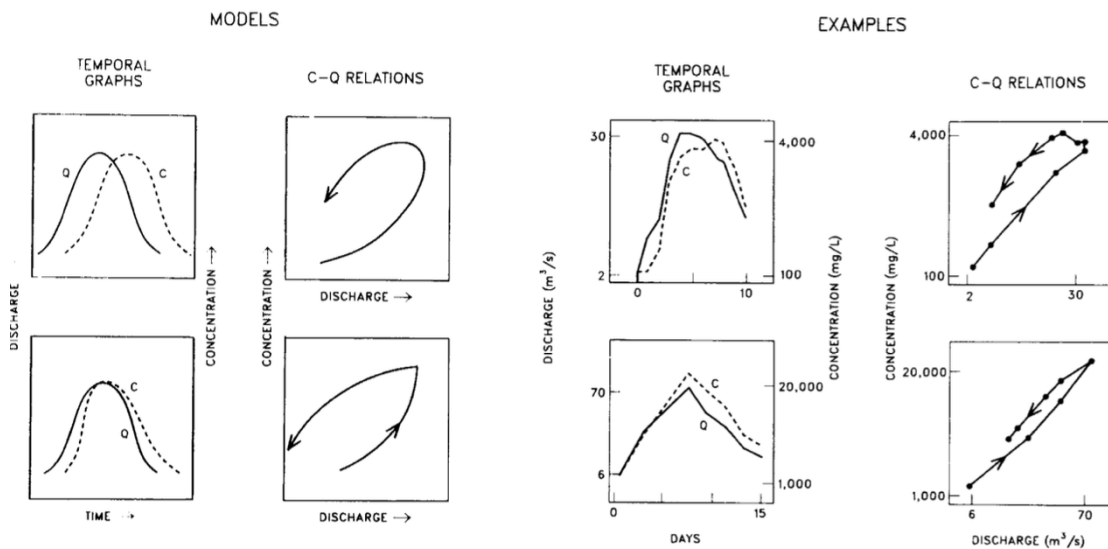 MODELS
EXAMPLES
TEMPORAL
GRAPHS
C-Q RELATIONS
TEMPORAL
GRAPHS
C-Q RELATIONS
Q
C
DISCHARGE →
30
2
Q
C
0
10
4,000
100
4,000
100
2
30
DISCHARGE
CONCENTRATION →
CONCENTRATION →
DISCHARGE (m³/s)
CONCENTRATION (mg/L)
CONCENTRATION (mg/L)
C
Q
TIME →
DISCHARGE →
70
6
C
Q
0
15
DAYS
20,000
1,000
20,000
1,000
6
70
DISCHARGE (m³/s)